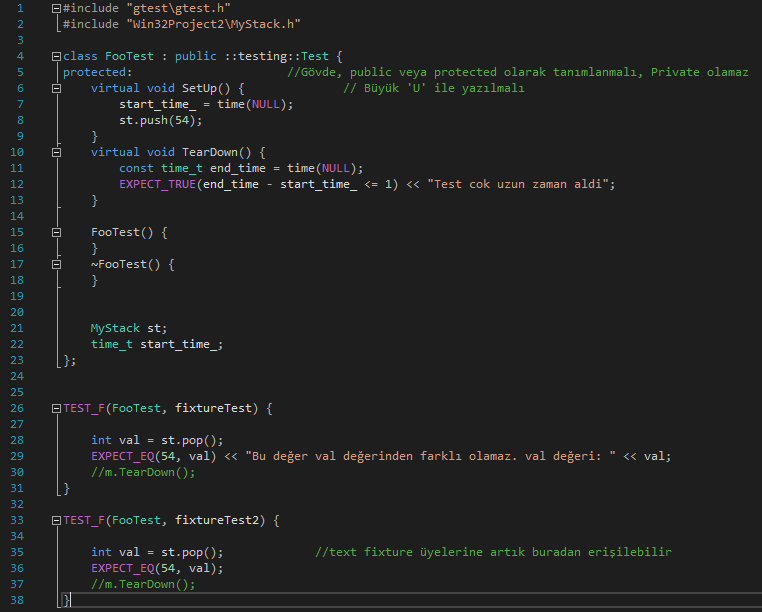 1 #include "gtest\gtest.h"
2 #include "Win32Project2\MyStack.h"
3
4 class FooTest : public ::testing::Test {
5 protected: //Gövde, public veya protected olarak tanımlanmalı, Private olamaz
6 virtual void SetUp() { // Büyük 'U' ile yazılmalı
7 start_time_ = time(NULL);
8 st.push(54);
9 }
10 virtual void TearDown() {
11 const time_t end_time = time(NULL);
12 EXPECT_TRUE(end_time - start_time_ <= 1) << "Test cok uzun zaman aldi";
13 }
14
15 FooTest() {
16 }
17 ~FooTest() {
18 }
19
20
21 MyStack st;
22 time_t start_time_;
23 };
24
25
26 TEST_F(FooTest, fixtureTest) {
27
28 int val = st.pop();
29 EXPECT_EQ(54, val) << "Bu değer val değerinden farklı olamaz. val değeri: " << val;
30 //m.TearDown();
31 }
32
33 TEST_F(FooTest, fixtureTest2) {
34
35 int val = st.pop(); //text fixture üyelerine artık buradan erişilebilir
36 EXPECT_EQ(54, val);
37 //m.TearDown();
38 }